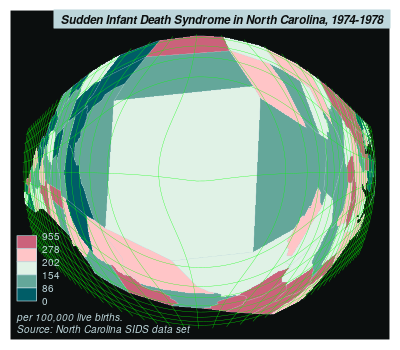 Sudden Infant Death Syndrome in North Carolina, 1974-1978
955
278
202
154
86
0
per 100,000 live births.
Source: North Carolina SIDS data set